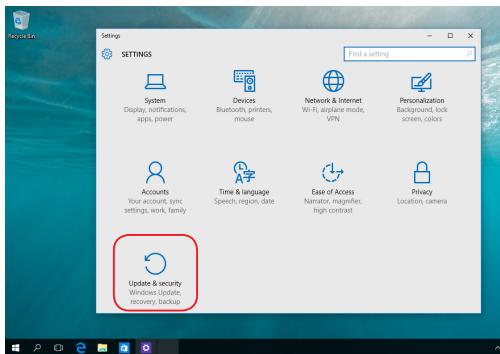 Recycle Bin
Settings
SETTINGS
Find a setting
System
Display, notifications,
apps, power
Devices
Bluetooth, printers,
mouse
Network & Internet
Wi-Fi, airplane mode,
VPN
Personalization
Background, lock
screen, colors
Accounts
Your account, sync
settings, work, family
Time & language
Speech, region, date
Ease of Access
Narrator, magnifier,
high contrast
Privacy
Location, camera
Update & security
Windows Update,
recovery, backup